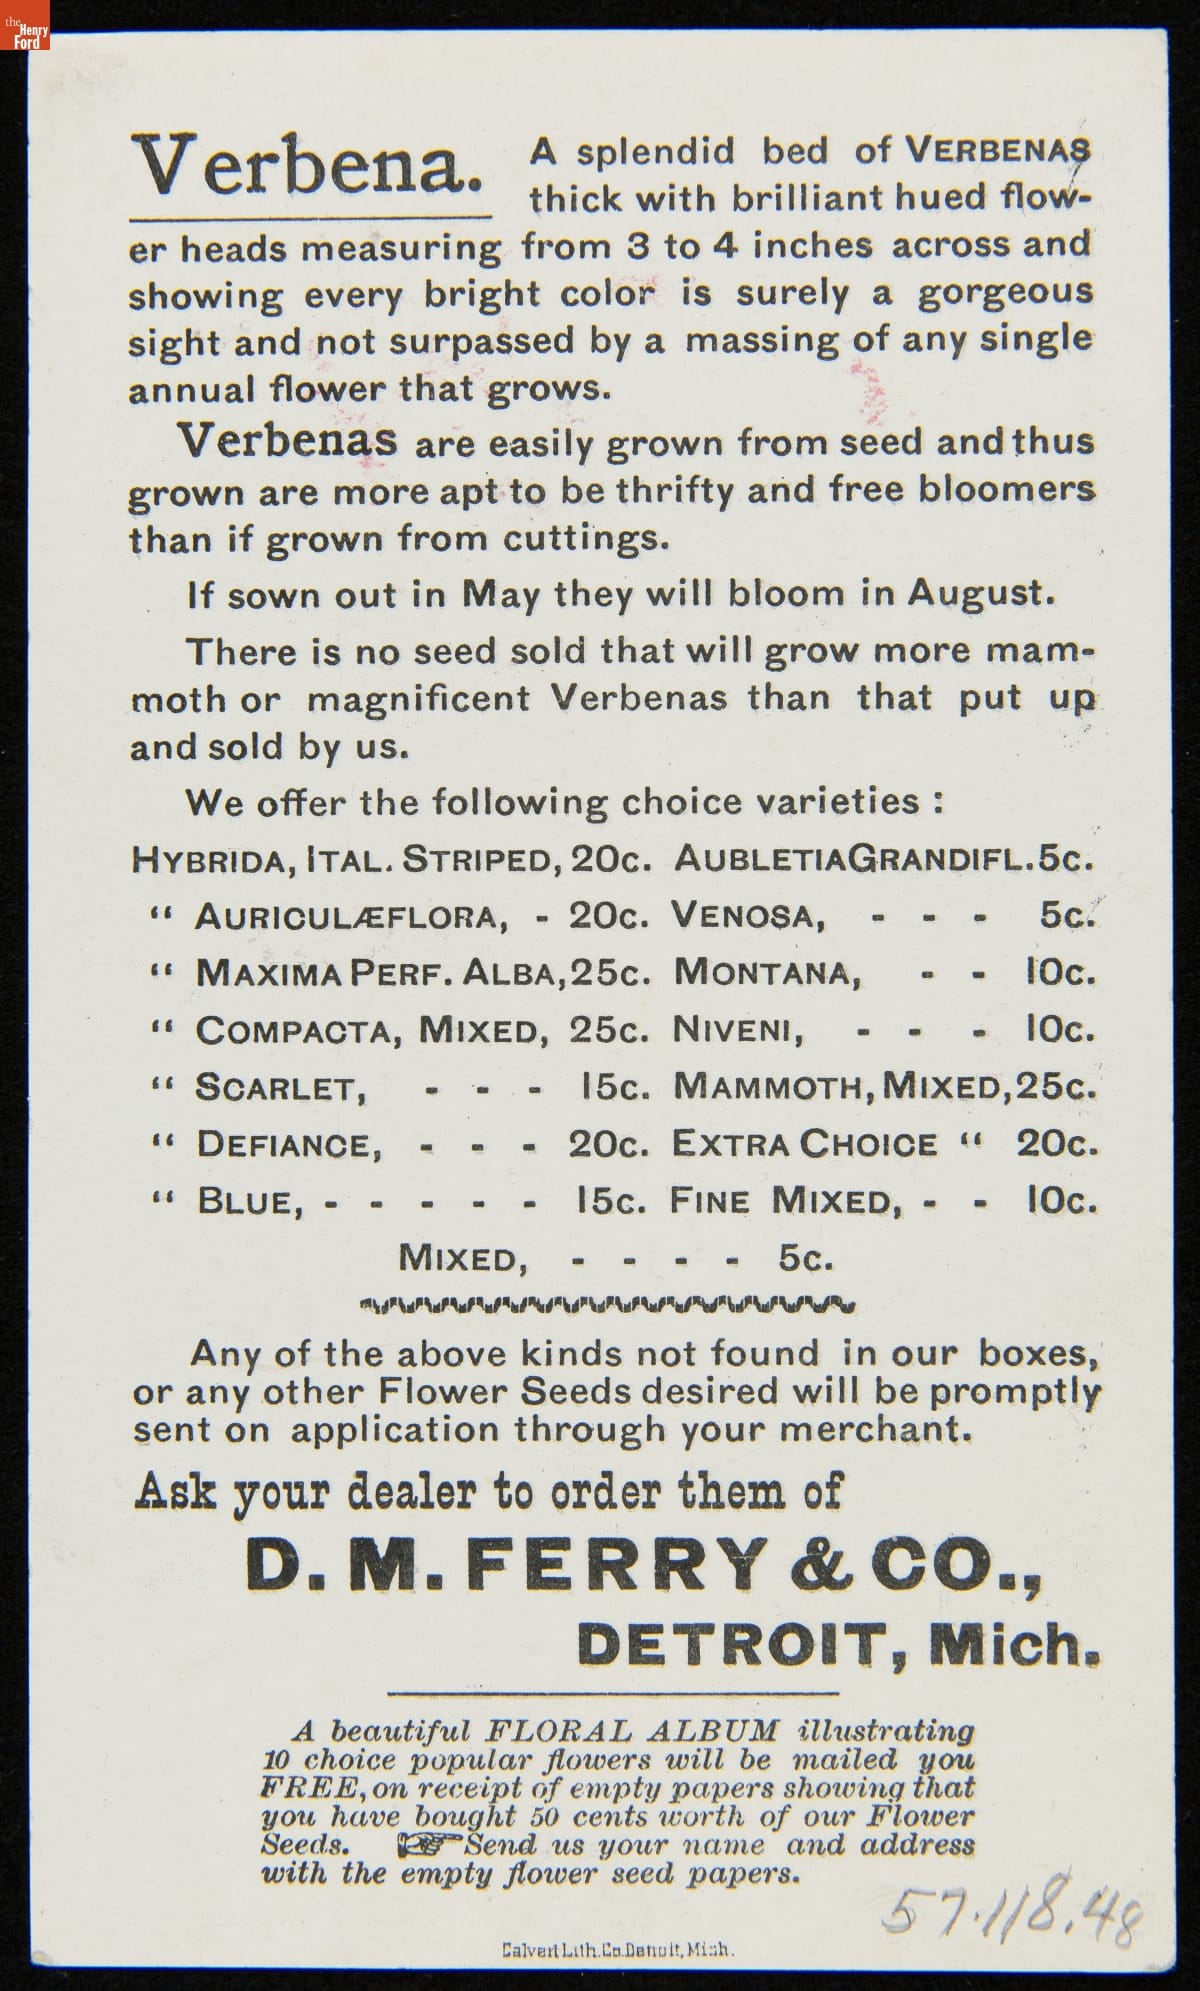 the
Henry
Ford
Verbena. A splendid bed of VERBENAS
thick with brilliant hued flow-
er heads measuring from 3 to 4 inches across and
showing every bright color is surely a gorgeous
sight and not surpassed by a massing of any single
annual flower that grows.
Verbenas are easily grown from seed and thus
grown are more apt to be thrifty and free bloomers
than if grown from cuttings.
If sown out in May they will bloom in August.
There is no seed sold that will grow more mam-
moth or magnificent Verbenas than that put up
and sold by us.
We offer the following choice varieties :
HYBRIDA, ITAL. STRIPED, 20C. AUBLETIA GRANDIFL. 5C.
" AURICULÆFLORA, - 20C. VENOSA, - - - 5C.
" MAXIMA PERF. ALBA, 25C. MONTANA, - - 10C.
" COMPACTA, MIXED, 25C. NIVENI, - - - 10C.
" SCARLET, - - - 15C. MAMMOTH, MIXED, 25C.
" DEFIANCE, - - - 20C. EXTRA CHOICE " 20C.
" BLUE, - - - - - 15C. FINE MIXED, - - 10C.
MIXED, - - - - 5C.
Any of the above kinds not found in our boxes,
or any other Flower Seeds desired will be promptly
sent on application through your merchant.
Ask your dealer to order them of
D. M. FERRY & CO.,
DETROIT, Mich.
A beautiful FLORAL ALBUM illustrating
10 choice popular flowers will be mailed you
FREE, on receipt of empty papers showing that
you have bought 50 cents worth of our Flower
Seeds. ☞Send us your name and address
with the empty flower seed papers.
57.118.48
Calvert Lith. Co. Detroit, Mich.